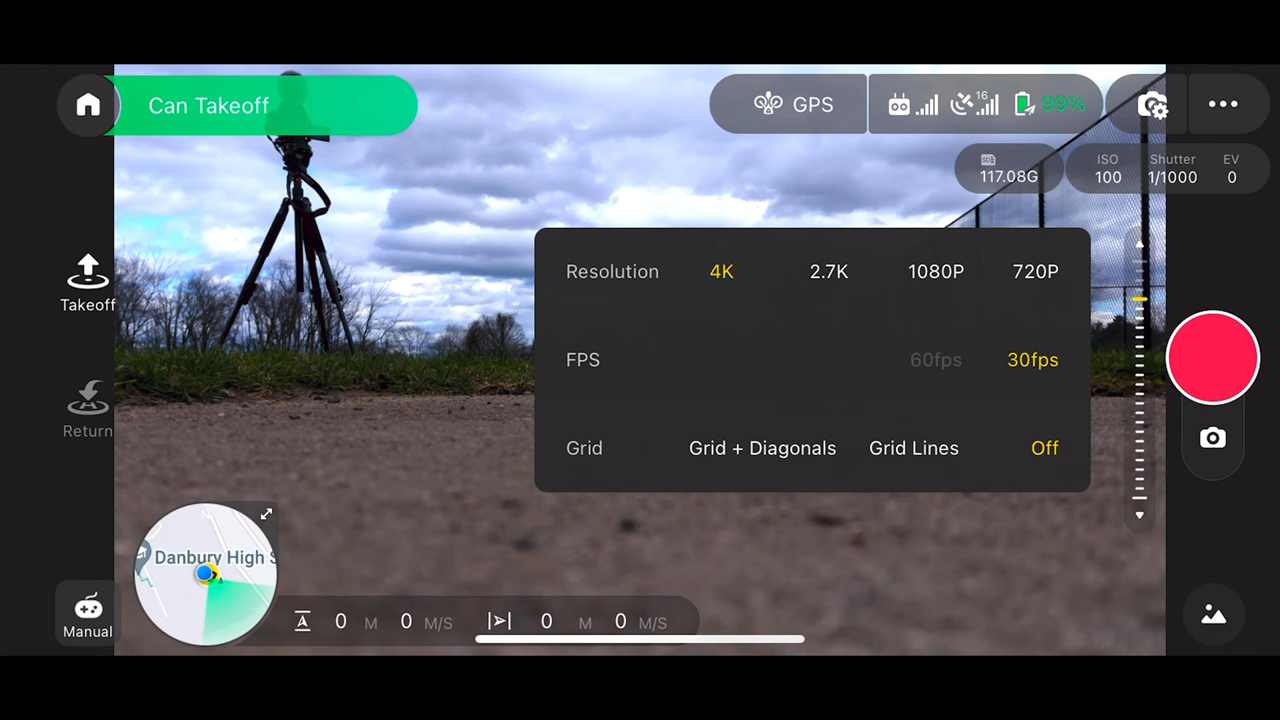 Can Takeoff
GPS
16
99%
SD
117.08G
ISO
100
Shutter
1/1000
EV
0
Takeoff
Return
Manual
Resolution 4K 2.7K 1080P 720P
FPS 60fps 30fps
Grid Grid + Diagonals Grid Lines Off
N
Danbury High S
0 M 0 M/S 0 M 0 M/S